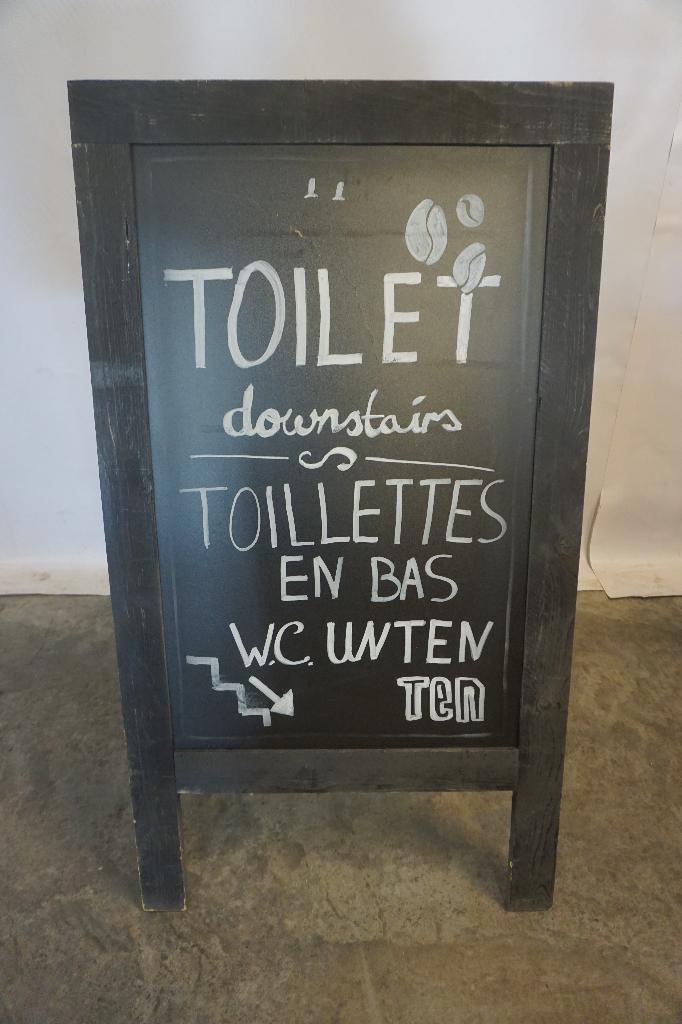 TOILET
downstairs
TOILLETTES
EN BAS
W.C. UNTEN
Ten